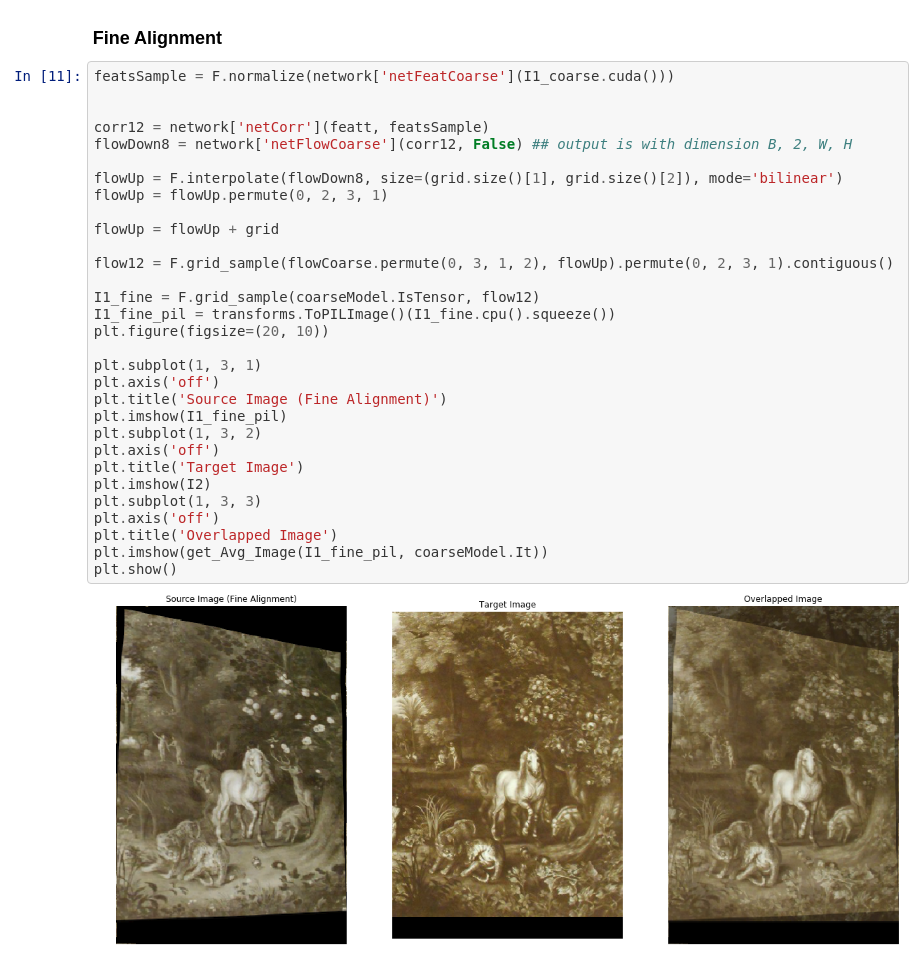 Fine Alignment
In [11]:
featsSample = F.normalize(network['netFeatCoarse'](I1_coarse.cuda()))
corr12 = network['netCorr'](featt, featsSample)
flowDown8 = network['netFlowCoarse'](corr12, False) ## output is with dimension B, 2, W, H
flowUp = F.interpolate(flowDown8, size=(grid.size()[1], grid.size()[2]), mode='bilinear')
flowUp = flowUp.permute(0, 2, 3, 1)
flowUp = flowUp + grid
flow12 = F.grid_sample(flowCoarse.permute(0, 3, 1, 2), flowUp).permute(0, 2, 3, 1).contiguous()
I1_fine = F.grid_sample(coarseModel.IsTensor, flow12)
I1_fine_pil = transforms.ToPILImage()(I1_fine.cpu().squeeze())
plt.figure(figsize=(20, 10))
plt.subplot(1, 3, 1)
plt.axis('off')
plt.title('Source Image (Fine Alignment)')
plt.imshow(I1_fine_pil)
plt.subplot(1, 3, 2)
plt.axis('off')
plt.title('Target Image')
plt.imshow(I2)
plt.subplot(1, 3, 3)
plt.axis('off')
plt.title('Overlapped Image')
plt.imshow(get_Avg_Image(I1_fine_pil, coarseModel.It))
plt.show()
Source Image (Fine Alignment)
Target Image
Overlapped Image